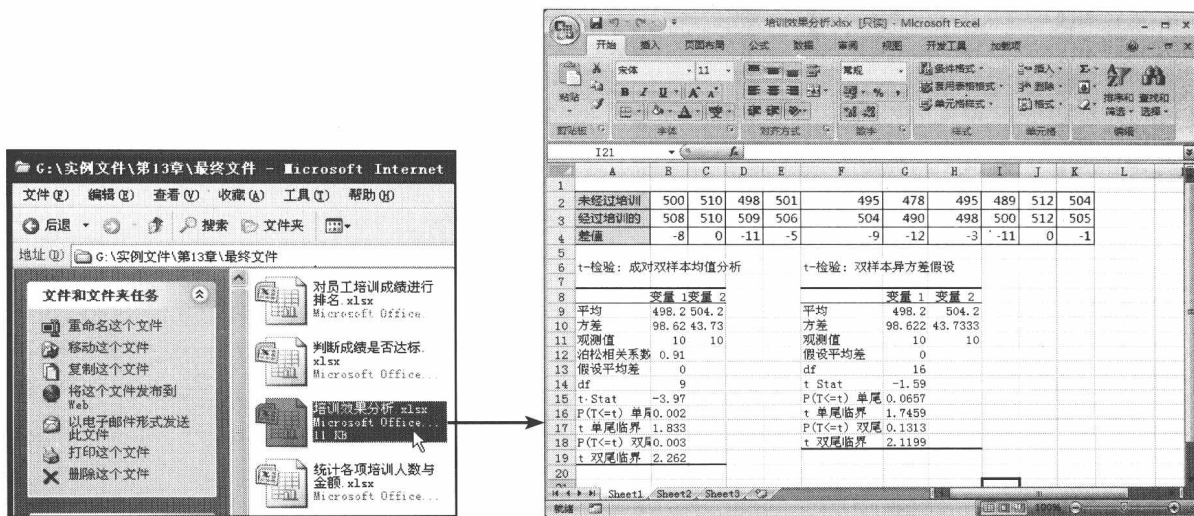 G:\实例文件\第13章\最终文件 - Microsoft Internet
文件(F) 编辑(E) 查看(V) 收藏(A) 工具(T) 帮助(H)
后退 搜索 文件夹
地址(D) G:\实例文件\第13章\最终文件
文件和文件夹任务
重命名这个文件
移动这个文件
复制这个文件
将这个文件发布到
Web
以电子邮件形式发送
此文件
打印这个文件
删除这个文件
对员工培训成绩进行
排名.xlsx
Microsoft Office
判断成绩是否达标.
xlsx
Microsoft Office...
培训效果分析.xlsx
Microsoft Office...
11 KB
统计各项培训人数与
金额.xlsx
Microsoft Office...
培训效果分析.xlsx [只读] - Microsoft Excel
开始 插入 页面布局 公式 数据 审阅 视图 开发工具 加载项
粘贴
宋体 11
B I U A A
常规
条件格式
套用表格格式
单元格样式
插入
删除
格式
排序和筛选 查找和选择
剪贴板 字体 对齐方式 数字 样式 单元格 编辑
I21 fx
A B C D E F G H I J K L
1
2 未经过培训 500 510 498 501 495 478 495 489 512 504
3 经过培训的 508 510 509 506 504 490 498 500 512 505
4 差值 -8 0 -11 -5 -9 -12 -3 -11 0 -1
5
6 t-检验: 成对双样本均值分析 t-检验: 双样本异方差假设
7
8 变量 1 变量 2 变量 1 变量 2
9 平均 498.2 504.2 平均 498.2 504.2
10 方差 98.62 43.73 方差 98.622 43.7333
11 观测值 10 10 观测值 10 10
12 泊松相关系数 0.91 假设平均差 0
13 假设平均差 0 df 16
14 df 9 t Stat -1.59
15 t Stat -3.97 P(T<=t) 单尾 0.0657
16 P(T<=t) 单尾 0.002 t 单尾临界 1.7459
17 t 单尾临界 1.833 P(T<=t) 双尾 0.1313
18 P(T<=t) 双尾 0.003 t 双尾临界 2.1199
19 t 双尾临界 2.262
20
Sheet1 Sheet2 Sheet3
就绪 100%